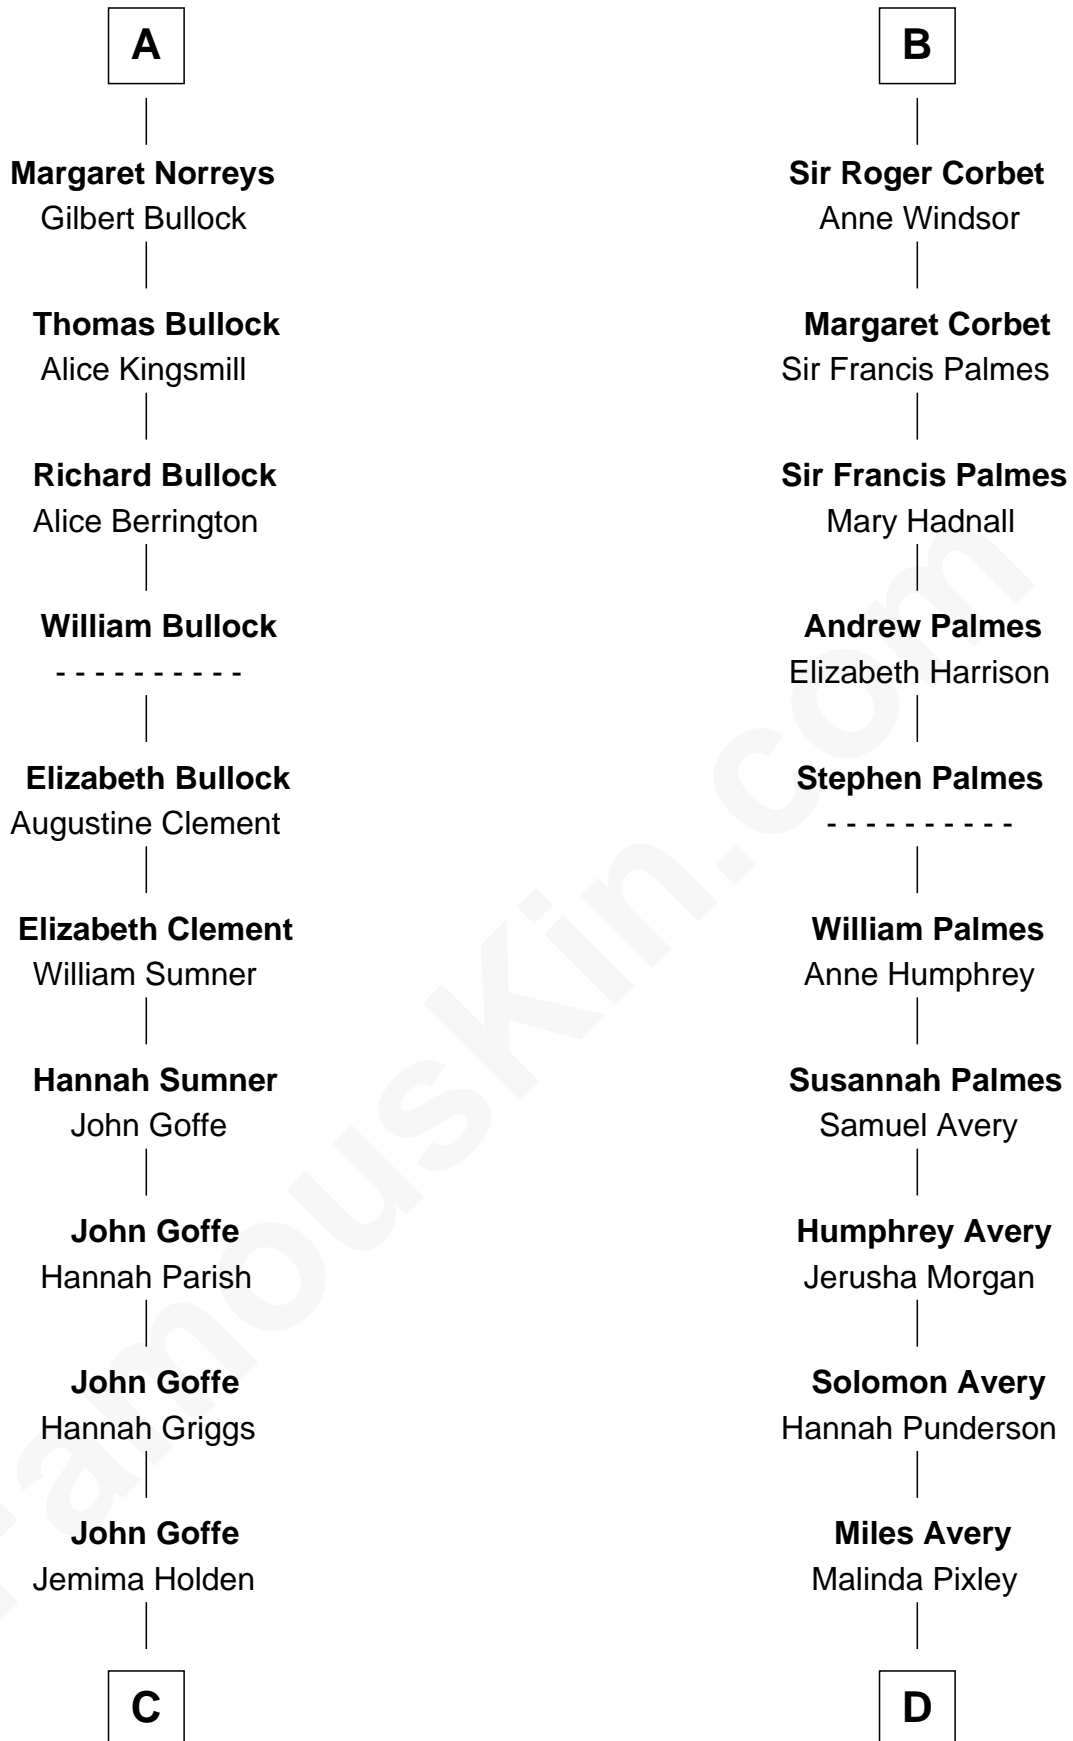 A
Margaret Norreys
Gilbert Bullock
Thomas Bullock
Alice Kingsmill
Richard Bullock
Alice Berrington
William Bullock
- - - - - - - - - -
Elizabeth Bullock
Augustine Clement
Elizabeth Clement
William Sumner
Hannah Sumner
John Goffe
John Goffe
Hannah Parish
John Goffe
Hannah Griggs
John Goffe
Jemima Holden
C
B
Sir Roger Corbet
Anne Windsor
Margaret Corbet
Sir Francis Palmes
Sir Francis Palmes
Mary Hadnall
Andrew Palmes
Elizabeth Harrison
Stephen Palmes
- - - - - - - - - -
William Palmes
Anne Humphrey
Susannah Palmes
Samuel Avery
Humphrey Avery
Jerusha Morgan
Solomon Avery
Hannah Punderson
Miles Avery
Malinda Pixley
D
FamousKin.com